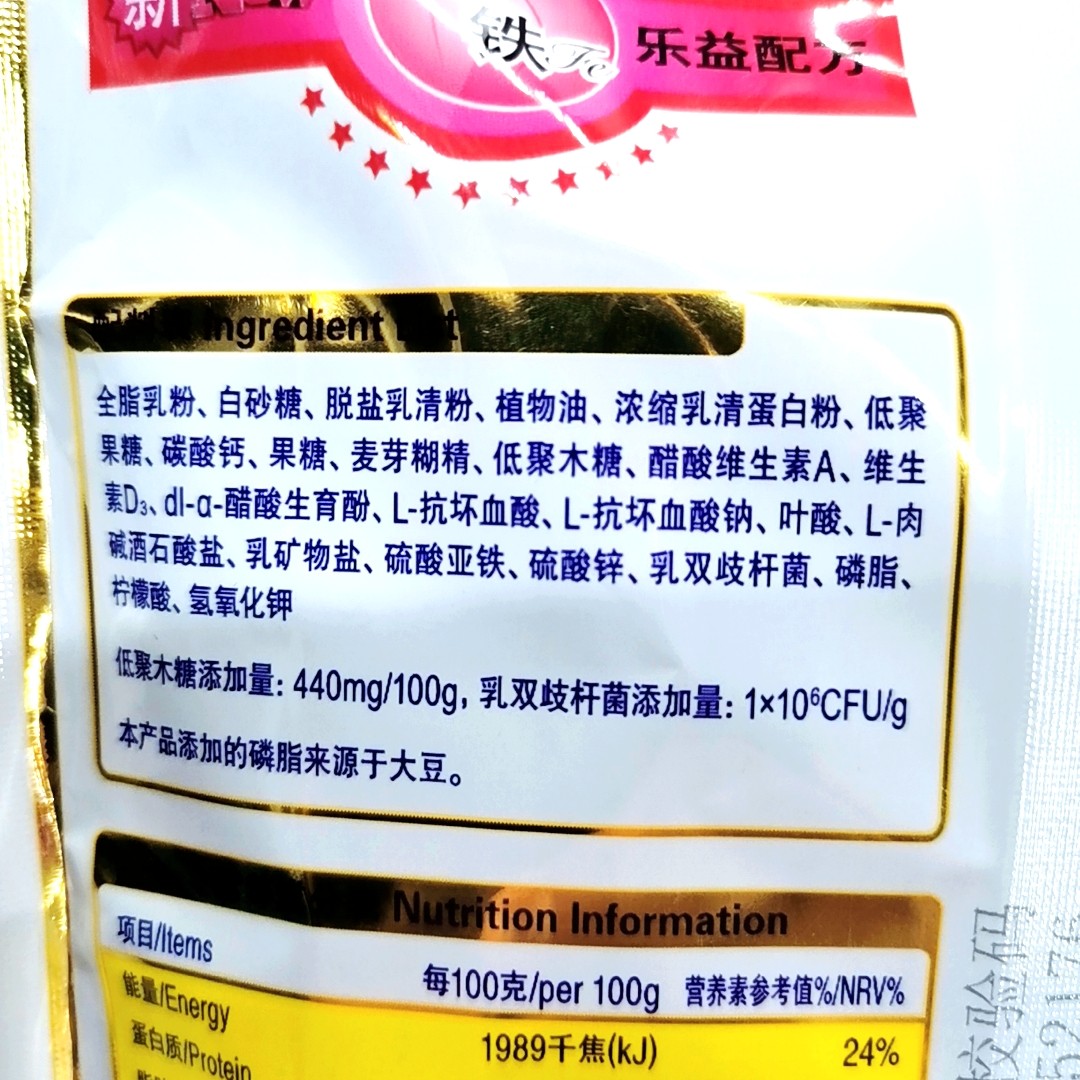 新
铁Fe
乐益配方
Ingredient
全脂乳粉、白砂糖、脱盐乳清粉、植物油、浓缩乳清蛋白粉、低聚
果糖、碳酸钙、果糖、麦芽糊精、低聚木糖、醋酸维生素A、维生
素D₃、dl-α-醋酸生育酚、L-抗坏血酸、L-抗坏血酸钠、叶酸、L-肉
碱酒石酸盐、乳矿物盐、硫酸亚铁、硫酸锌、乳双歧杆菌、磷脂、
柠檬酸、氢氧化钾
低聚木糖添加量: 440mg/100g, 乳双歧杆菌添加量: 1×10⁶CFU/g
本产品添加的磷脂来源于大豆。
Nutrition Information
项目/Items
每100克/per 100g 营养素参考值%/NRV%
能量/Energy
1989千焦(kJ) 24%
蛋白质/Protein
校验码